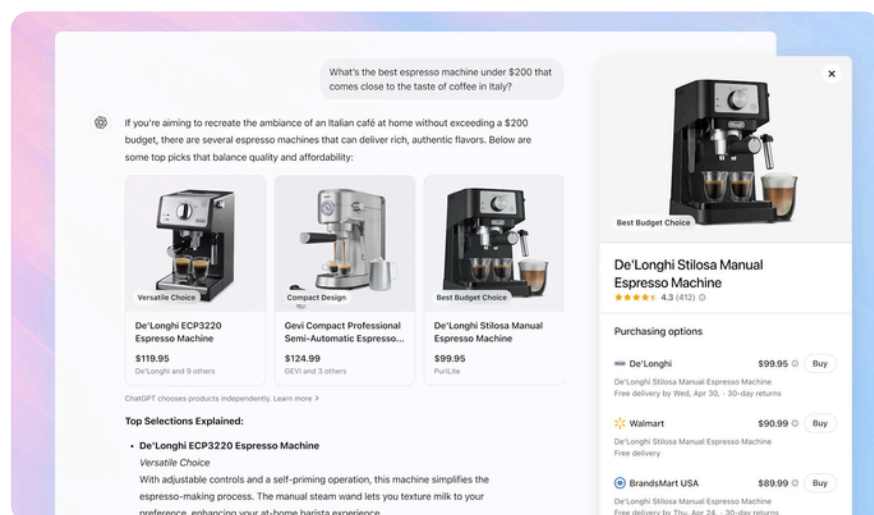 What's the best espresso machine under $200 that
comes close to the taste of coffee in Italy?
If you're aiming to recreate the ambiance of an Italian café at home without exceeding a $200
budget, there are several espresso machines that can deliver rich, authentic flavors. Below are
some top picks that balance quality and affordability:
Versatile Choice
De'Longhi ECP3220
Espresso Machine
$119.95
De'Longhi and 9 others
Compact Design
Gevi Compact Professional
Semi-Automatic Espresso...
$124.99
GEVI and 3 others
Best Budget Choice
De'Longhi Stilosa Manual
Espresso Machine
$99.95
PuriLite
ChatGPT chooses products independently. Learn more >
Top Selections Explained:
• De'Longhi ECP3220 Espresso Machine
Versatile Choice
With adjustable controls and a self-priming operation, this machine simplifies the
espresso-making process. The manual steam wand lets you texture milk to your
preference, enhancing your at-home barista experience.
Best Budget Choice
De'Longhi Stilosa Manual
Espresso Machine
4.3 (412)
Purchasing options
De'Longhi $99.95 Buy
De'Longhi Stilosa Manual Espresso Machine
Free delivery by Wed, Apr 30, · 30-day returns
Walmart $90.99 Buy
De'Longhi Stilosa Manual Espresso Machine
Free delivery
BrandsMart USA $89.99 Buy
De'Longhi Stilosa Manual Espresso Machine
Free delivery by Thu, Apr 24, · 30-day returns